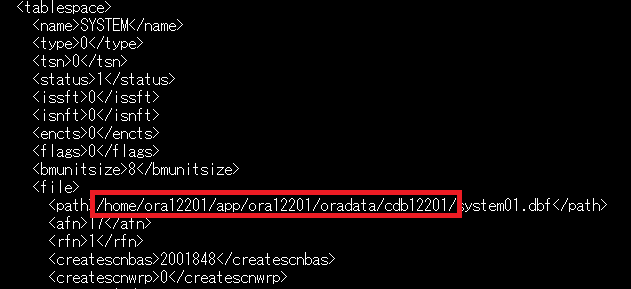 <tablespace>
<name>SYSTEM</name>
<type>0</type>
<tsn>0</tsn>
<status>1</status>
<issft>0</issft>
<isnft>0</isnft>
<encts>0</encts>
<flags>0</flags>
<bmunitsize>8</bmunitsize>
<file>
<path>/home/ora12201/app/ora12201/oradata/cdb12201/system01.dbf</path>
<afn>17</afn>
<rfn>1</rfn>
<createscnbas>2001848</createscnbas>
<createscnwrp>0</createscnwrp>